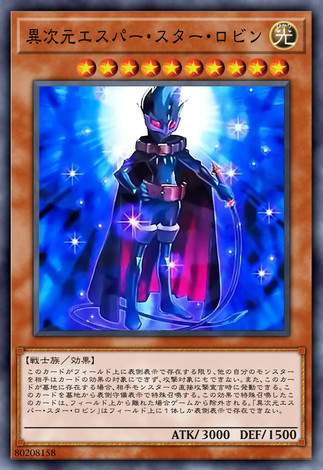 異次元エスパー・スター・ロビン
光
【戦士族／効果】
このカードがフィールド上に表側表示で存在する限り、他の自分のモンスター
を相手はカードの効果の対象にできず、攻撃対象にもできない。また、このカー
ドが墓地に存在する場合、相手モンスターの直接攻撃宣言時に発動できる。こ
のカードを墓地から表側守備表示で特殊召喚する。この効果で特殊召喚したこ
のカードは、フィールド上から離れた場合ゲームから除外される。「異次元エス
パー・スター・ロビン」はフィールド上に１体しか表側表示で存在できない。
ATK/ 3000 DEF/1500
80208158